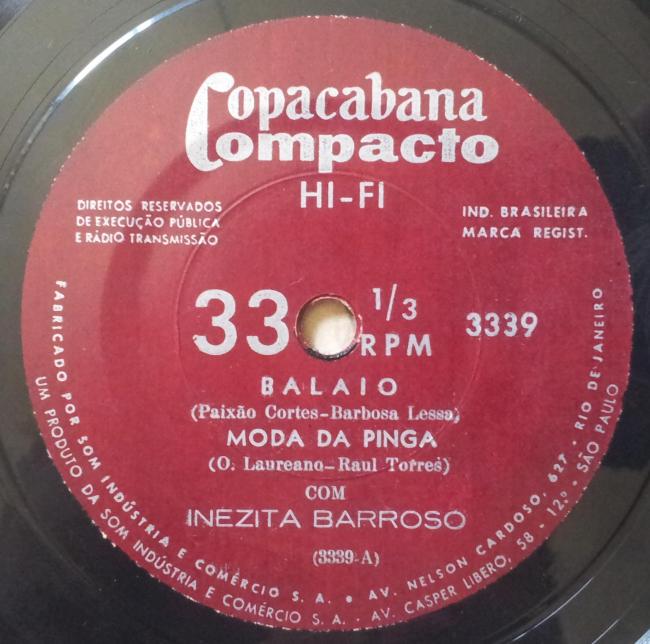 Copacabana
Compacto
HI-FI
DIREITOS RESERVADOS
DE EXECUÇÃO PÚBLICA
E RÁDIO TRANSMISSÃO
IND. BRASILEIRA
MARCA REGIST.
33 1/3 RPM
3339
BALAIO
(Paixão Cortes-Barbosa Lessa)
MODA DA PINGA
(O. Laureano-Raul Torres)
COM
INEZITA BARROSO
(3339-A)
FABRICADO POR SOM INDÚSTRIA E COMÉRCIO S. A. • AV. NELSON CARDOSO, 627 • RIO DE JANEIRO
UM PRODUTO DA SOM INDÚSTRIA E COMÉRCIO S. A. - AV. CASPER LIBERO, 58 - 12.º - SÃO PAULO